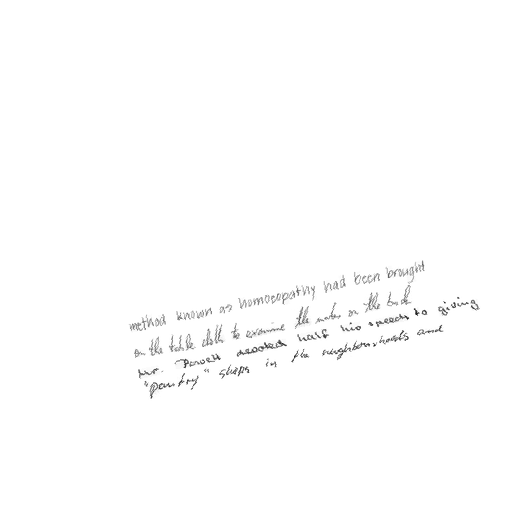 method known as homoeopathy had been brought
on the table cloth to examine the notes on the back
Mr. Powell devoted half his speech to giving
"pantry" shops in the neighbourhoods and